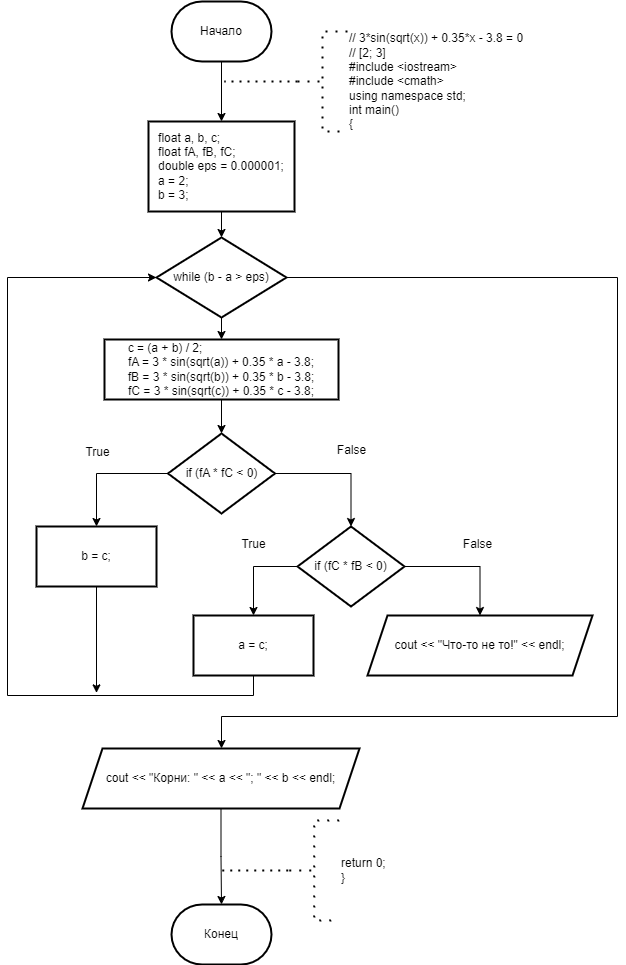 Начало
// 3*sin(sqrt(x)) + 0.35*x - 3.8 = 0
// [2; 3]
#include <iostream>
#include <cmath>
using namespace std;
int main()
{
float a, b, c;
float fA, fB, fC;
double eps = 0.000001;
a = 2;
b = 3;
while (b - a > eps)
c = (a + b) / 2;
fA = 3 * sin(sqrt(a)) + 0.35 * a - 3.8;
fB = 3 * sin(sqrt(b)) + 0.35 * b - 3.8;
fC = 3 * sin(sqrt(c)) + 0.35 * c - 3.8;
True
False
if (fA * fC < 0)
b = c;
True
False
if (fC * fB < 0)
a = c;
cout << "Что-то не то!" << endl;
cout << "Корни: " << a << "; " << b << endl;
return 0;
}
Конец